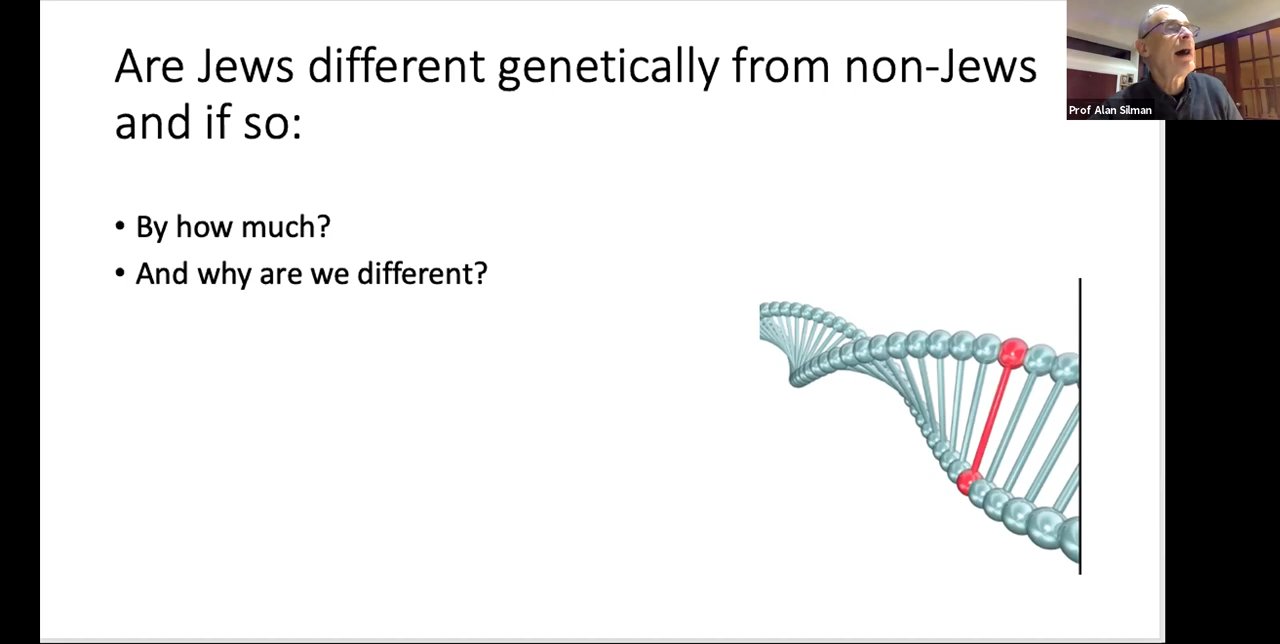 Are Jews different genetically from non-Jews
and if so:
• By how much?
• And why are we different?
Prof Alan Silman